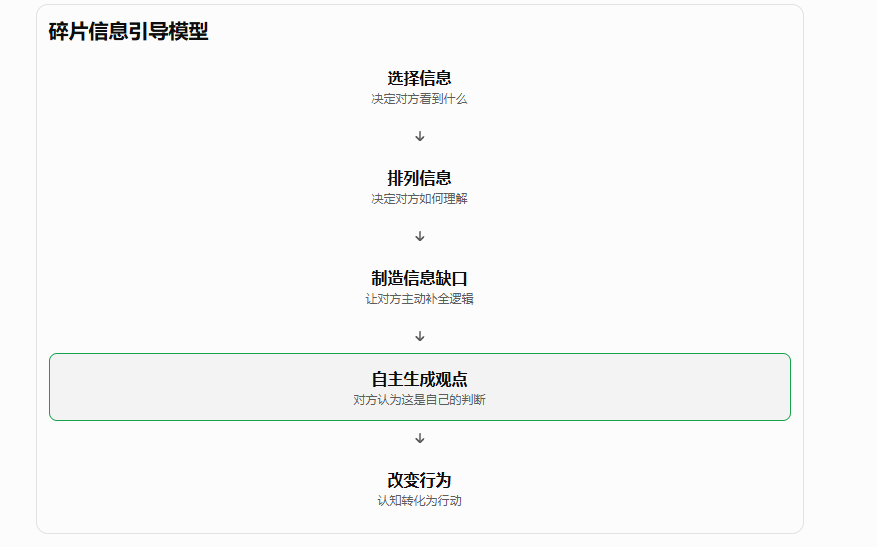 碎片信息引导模型
选择信息
决定对方看到什么
↓
排列信息
决定对方如何理解
↓
制造信息缺口
让对方主动补全逻辑
↓
自主生成观点
对方认为这是自己的判断
↓
改变行为
认知转化为行动